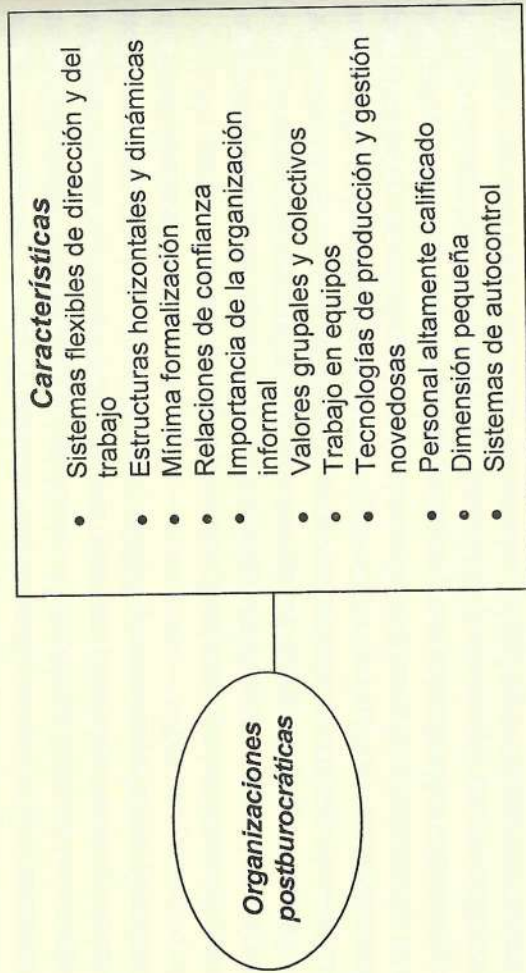 Organizaciones
postburocráticas
Características
• Sistemas flexibles de dirección y del
trabajo
• Estructuras horizontales y dinámicas
• Mínima formalización
• Relaciones de confianza
• Importancia de la organización
informal
• Valores grupales y colectivos
• Trabajo en equipos
• Tecnologías de producción y gestión
novedosas
• Personal altamente calificado
• Dimensión pequeña
• Sistemas de autocontrol